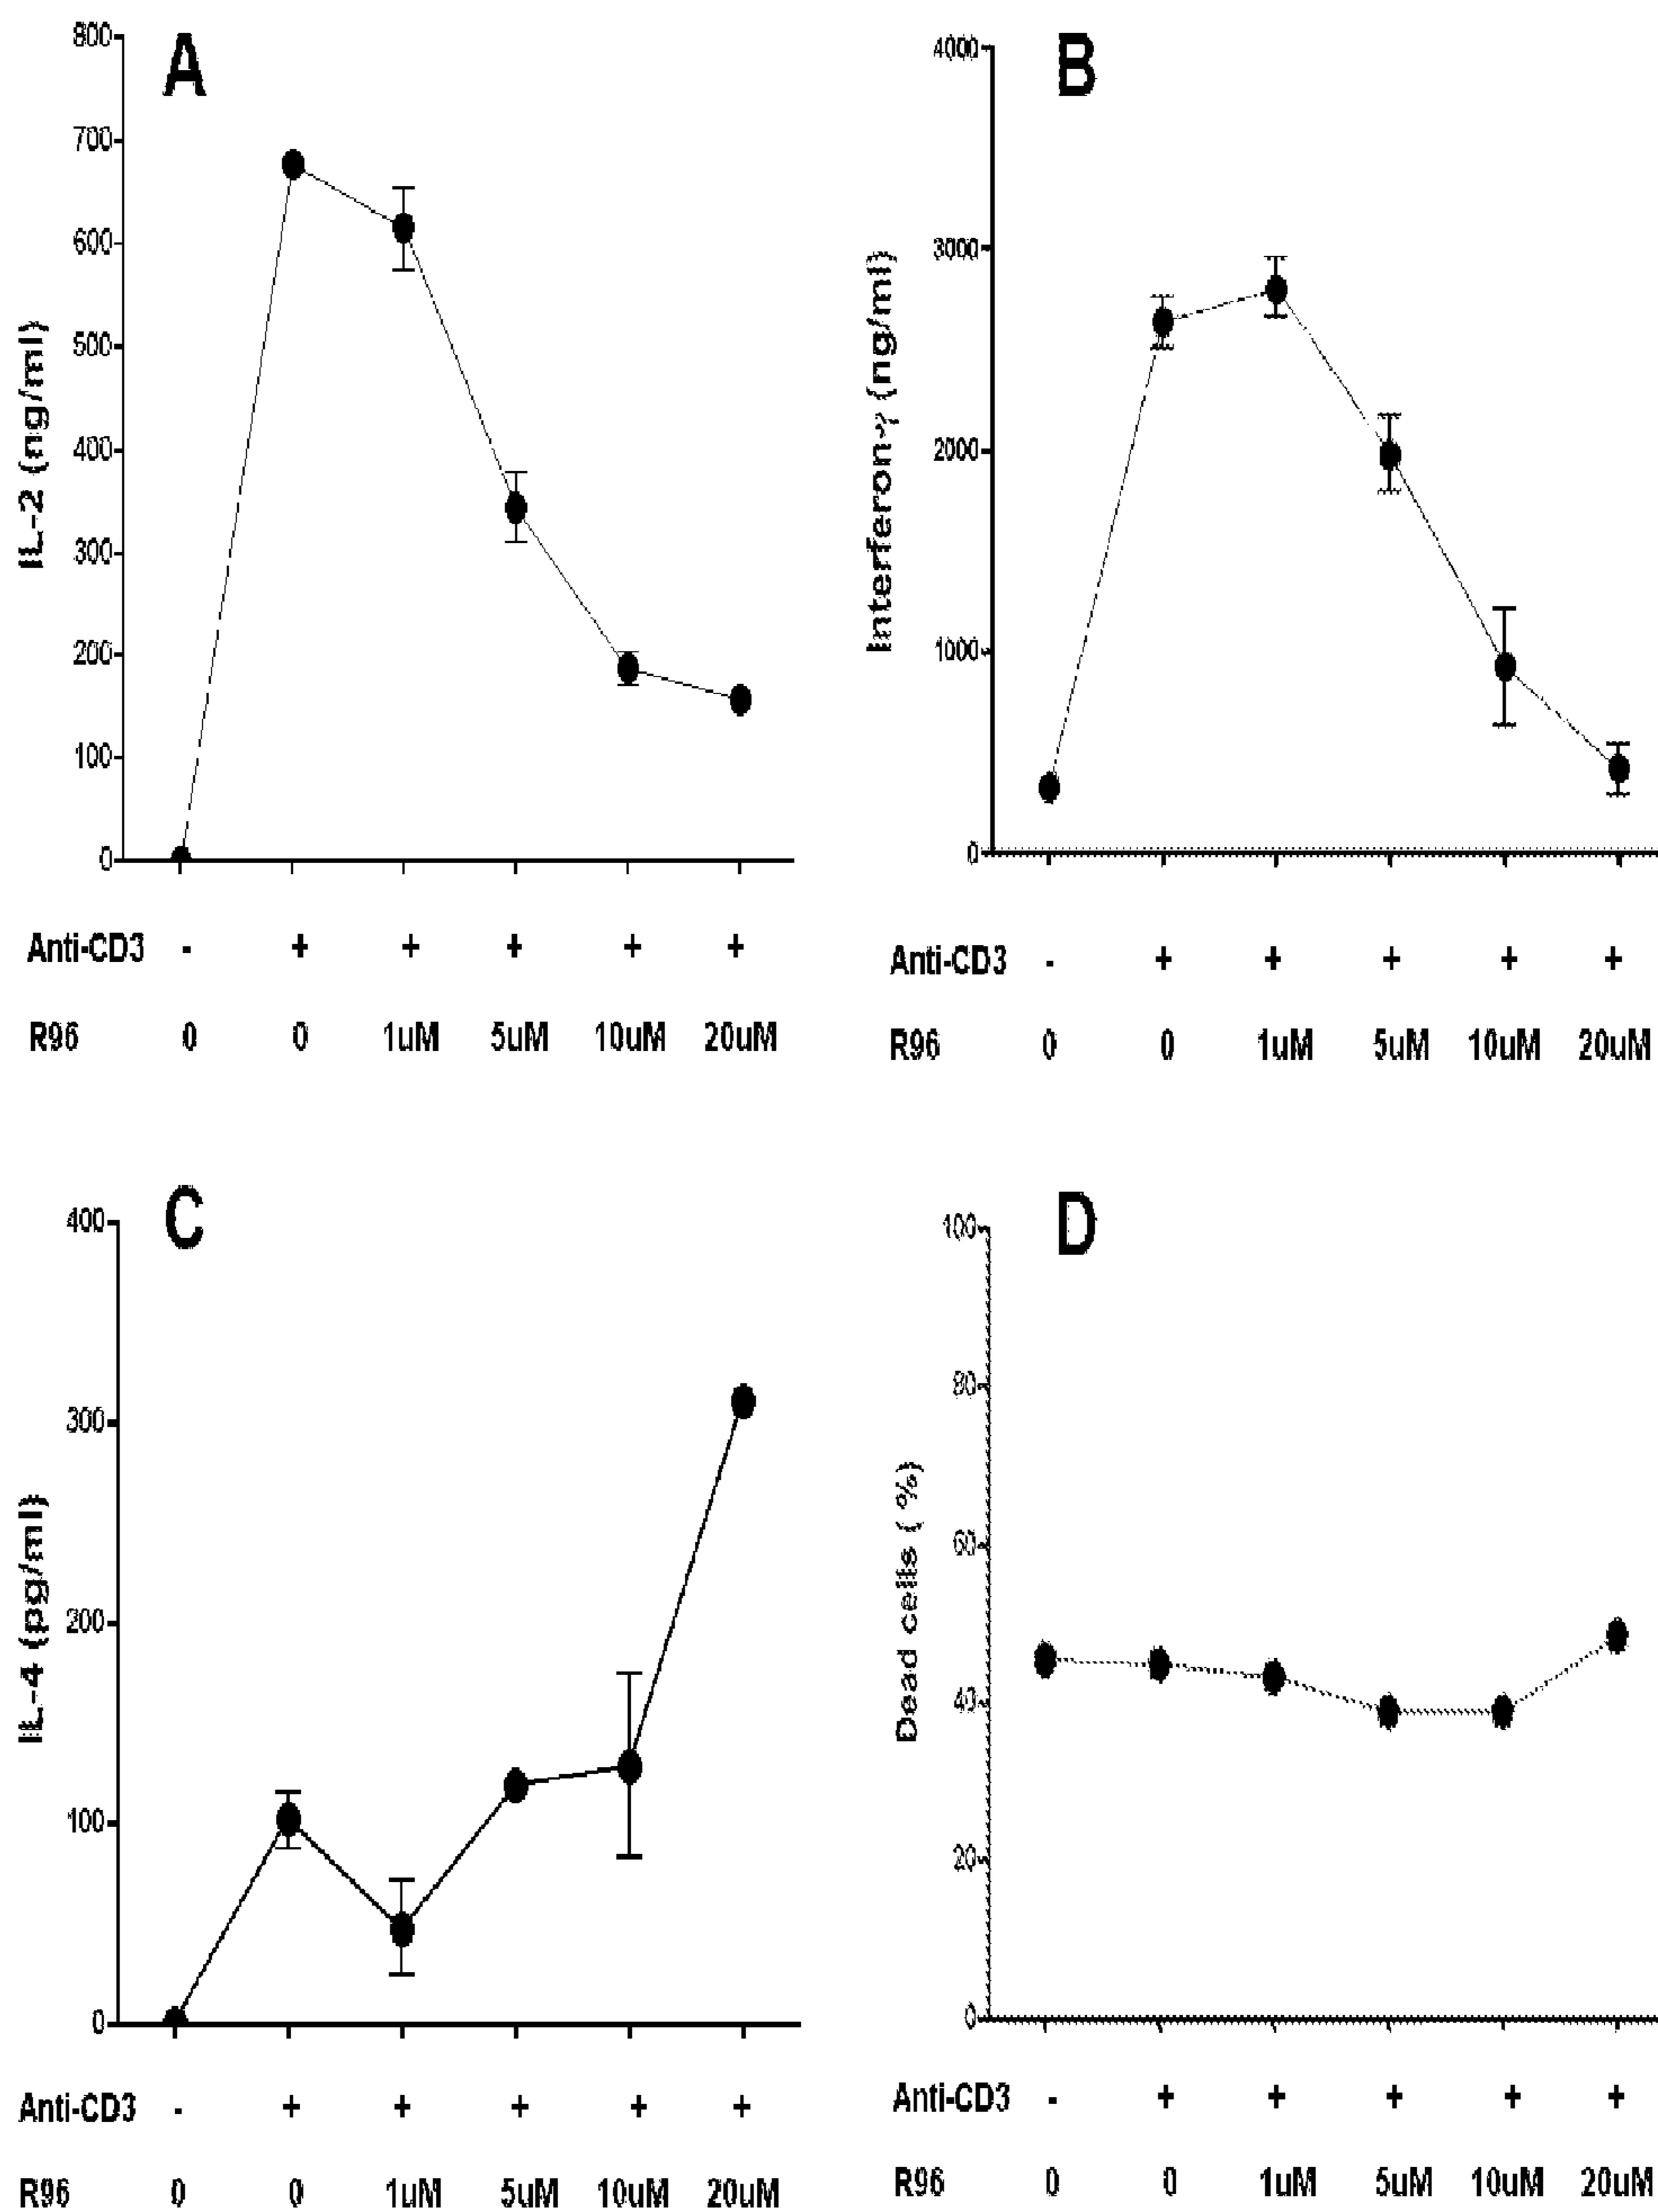 A
800
700
600
500
400
300
200
100
0
IL-2 (ng/ml)
Anti-CD3 - + + + + +
R96 0 0 1uM 5uM 10uM 20uM
B
4000
3000
2000
1000
0
Interferon-γ (ng/ml)
Anti-CD3 - + + + + +
R96 0 0 1uM 5uM 10uM 20uM
C
400
300
200
100
0
IL-4 (pg/ml)
Anti-CD3 - + + + + +
R96 0 0 1uM 5uM 10uM 20uM
D
100
80
60
40
20
0
Dead cells ( %)
Anti-CD3 - + + + + +
R96 0 0 1uM 5uM 10uM 20uM